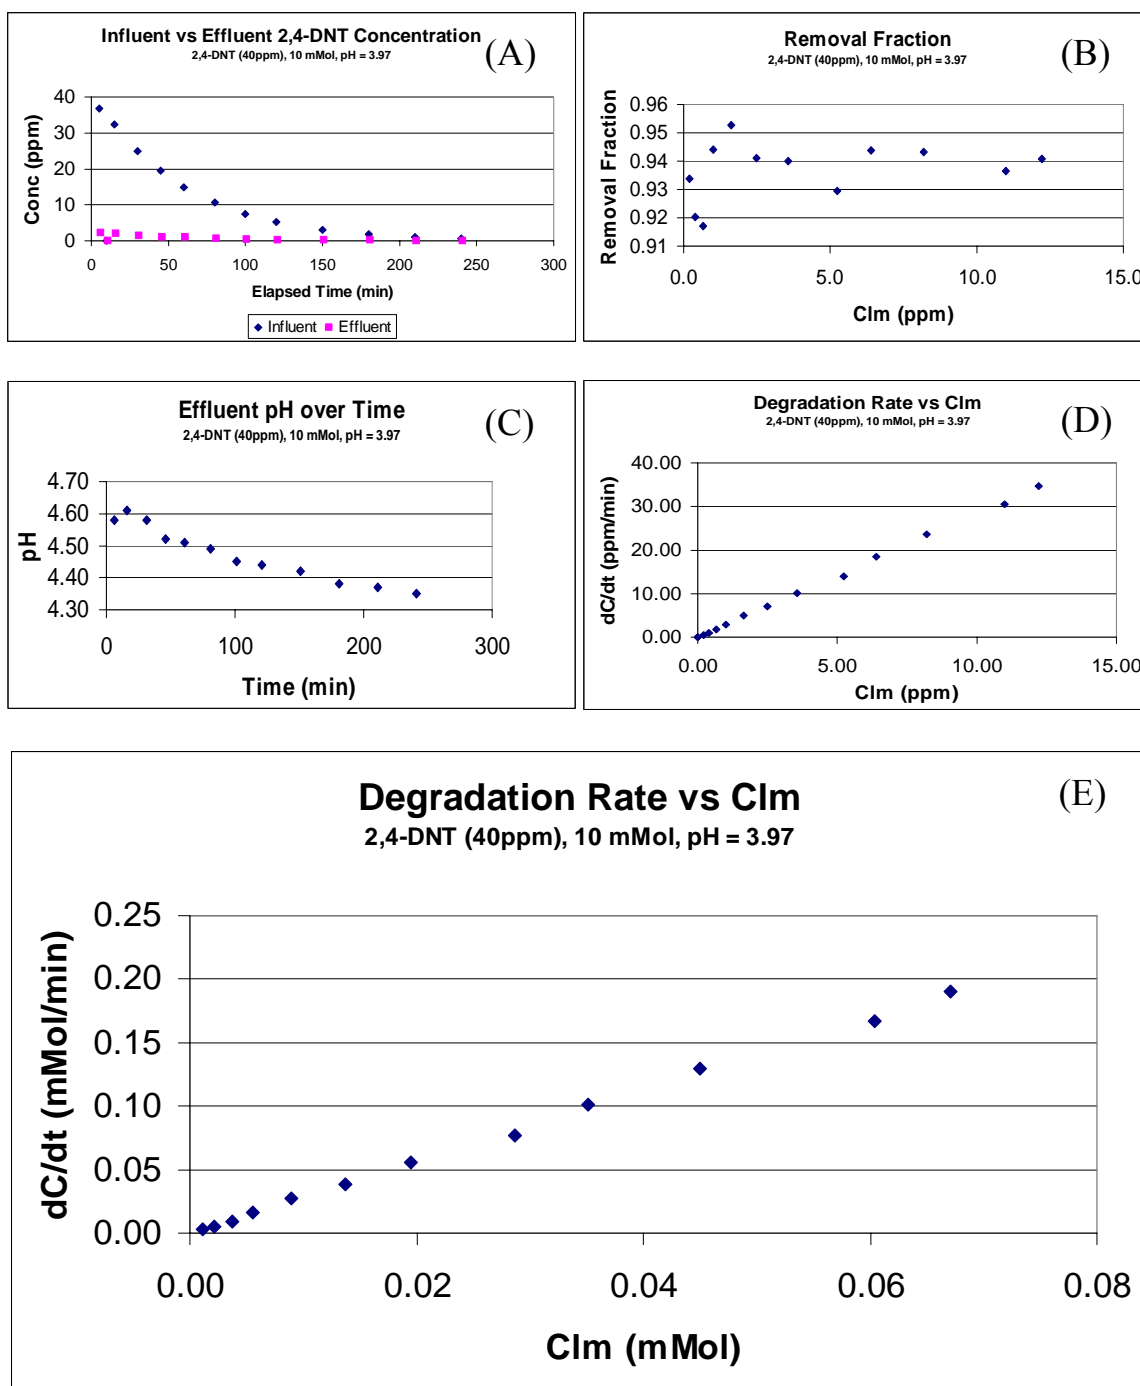 Influent vs Effluent 2,4-DNT Concentration
2,4-DNT (40ppm), 10 mMol, pH = 3.97
(A)
Conc (ppm)
40
30
20
10
0
0 50 100 150 200 250 300
Elapsed Time (min)
Influent Effluent
Removal Fraction
2,4-DNT (40ppm), 10 mMol, pH = 3.97
(B)
Removal Fraction
0.96
0.95
0.94
0.93
0.92
0.91
0.0 5.0 10.0 15.0
Clm (ppm)
Effluent pH over Time
2,4-DNT (40ppm), 10 mMol, pH = 3.97
(C)
pH
4.70
4.60
4.50
4.40
4.30
0 100 200 300
Time (min)
Degradation Rate vs Clm
2,4-DNT (40ppm), 10 mMol, pH = 3.97
(D)
dC/dt (ppm/min)
40.00
30.00
20.00
10.00
0.00
0.00 5.00 10.00 15.00
Clm (ppm)
Degradation Rate vs Clm
2,4-DNT (40ppm), 10 mMol, pH = 3.97
(E)
dC/dt (mMol/min)
0.25
0.20
0.15
0.10
0.05
0.00
0.00 0.02 0.04 0.06 0.08
Clm (mMol)